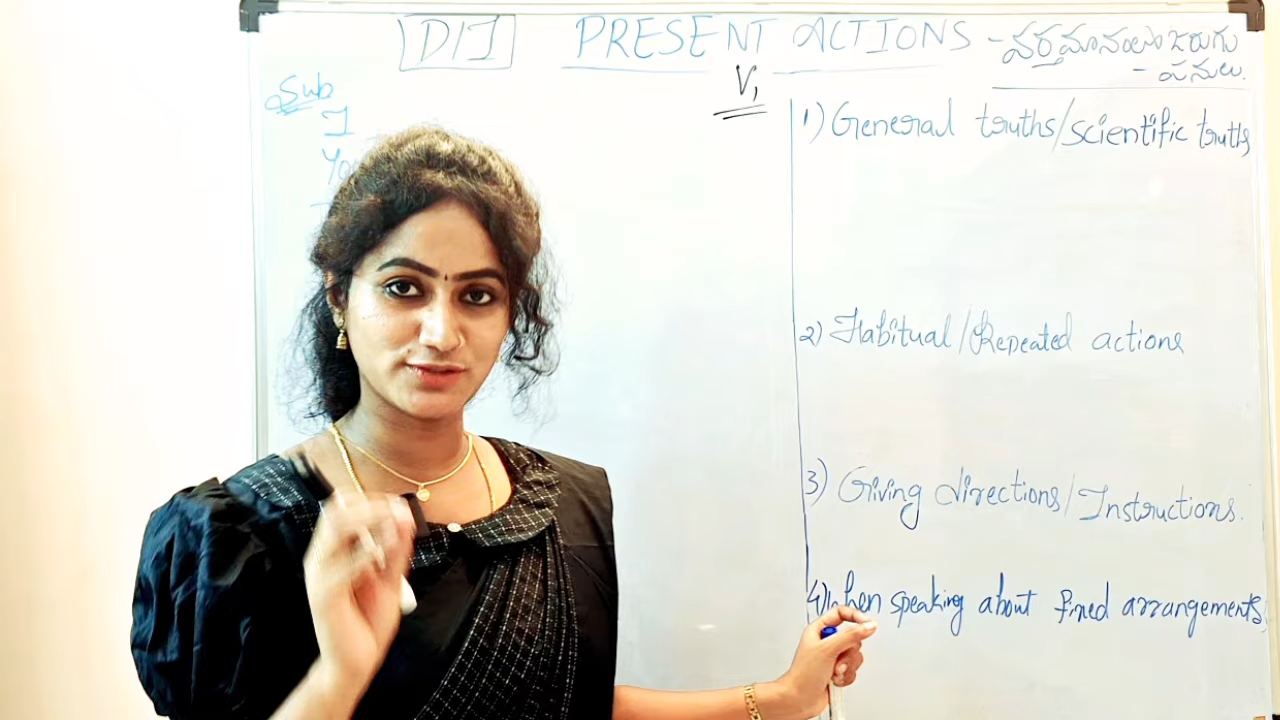 D/I PRESENT ACTIONS - వర్తమానంలో జరుగు
- పనులు.
V₁
Sub
I
1) General truths/scientific truths
2) Habitual/Repeated actions
3) Giving directions/Instructions.
4) When speaking about fixed arrangements